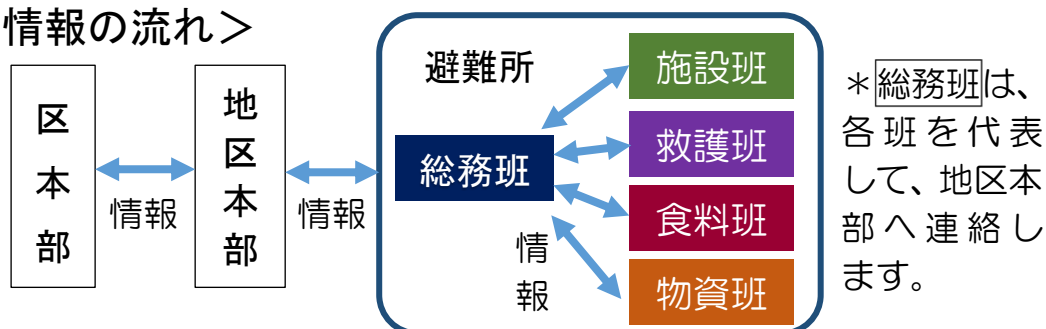 情報の流れ＞
区本部
情報
地区本部
情報
避難所
総務班
情報
施設班
救護班
食料班
物資班
＊総務班は、
各班を代表
して、地区本
部へ連絡し
ます。